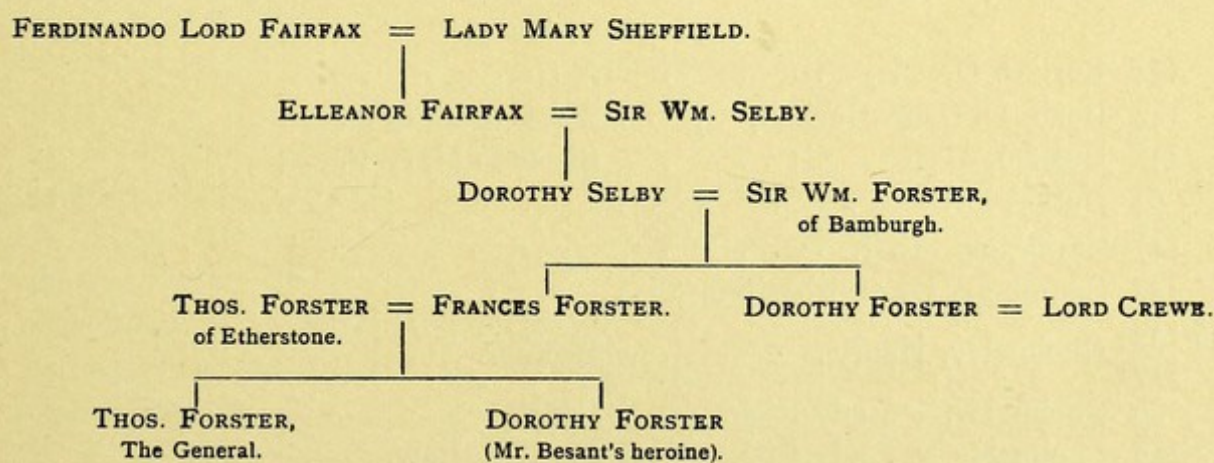 FERDINANDO LORD FAIRFAX = LADY MARY SHEFFIELD.
ELLEANOR FAIRFAX = SIR WM. SELBY.
DOROTHY SELBY = SIR WM. FORSTER,
of Bamburgh.
THOS. FORSTER = FRANCES FORSTER. DOROTHY FORSTER = LORD CREWE.
of Etherstone.
THOS. FORSTER, DOROTHY FORSTER
The General. (Mr. Besant's heroine).